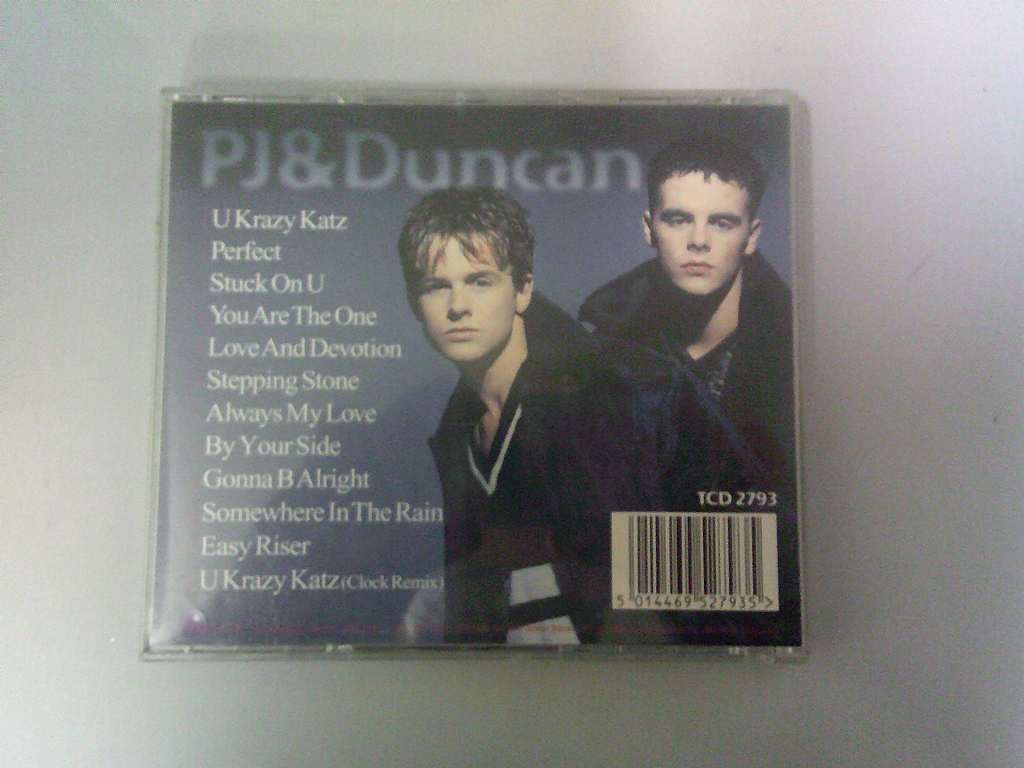 PJ&Duncan
U Krazy Katz
Perfect
Stuck On U
You Are The One
Love And Devotion
Stepping Stone
Always My Love
By Your Side
Gonna B Alright
Somewhere In The Rain
Easy Riser
U Krazy Katz (Clock Remix)
TCD 2793
5 014469 527935 >